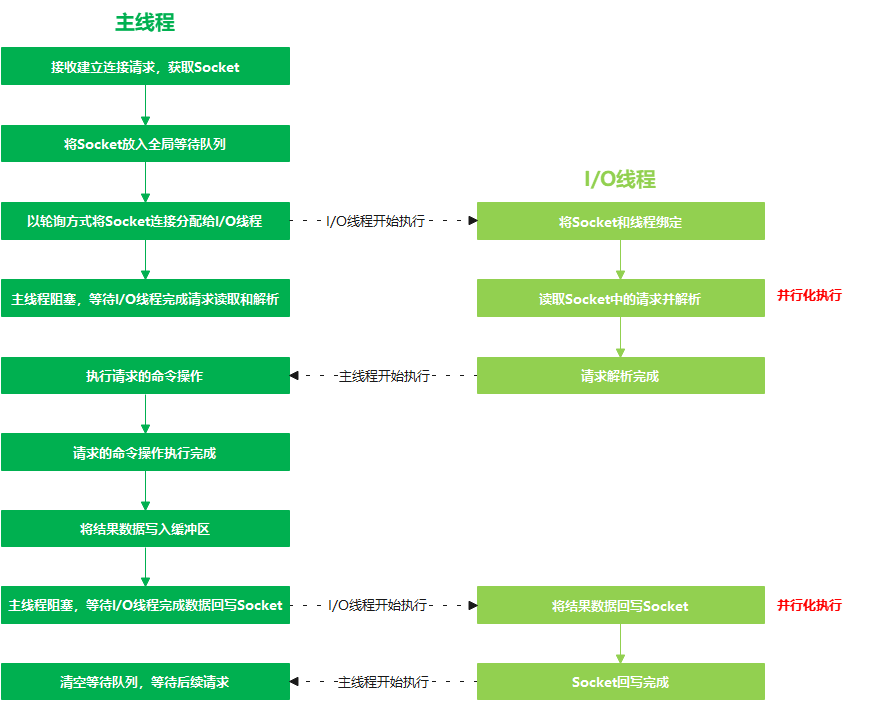 主线程
接收建立连接请求，获取Socket
将Socket放入全局等待队列
I/O线程
以轮询方式将Socket连接分配给I/O线程
I/O线程开始执行
将Socket和线程绑定
主线程阻塞，等待I/O线程完成请求读取和解析
读取Socket中的请求并解析
并行化执行
执行请求的命令操作
主线程开始执行
请求解析完成
请求的命令操作执行完成
将结果数据写入缓冲区
主线程阻塞，等待I/O线程完成数据回写Socket
I/O线程开始执行
将结果数据回写Socket
并行化执行
清空等待队列，等待后续请求
主线程开始执行
Socket回写完成